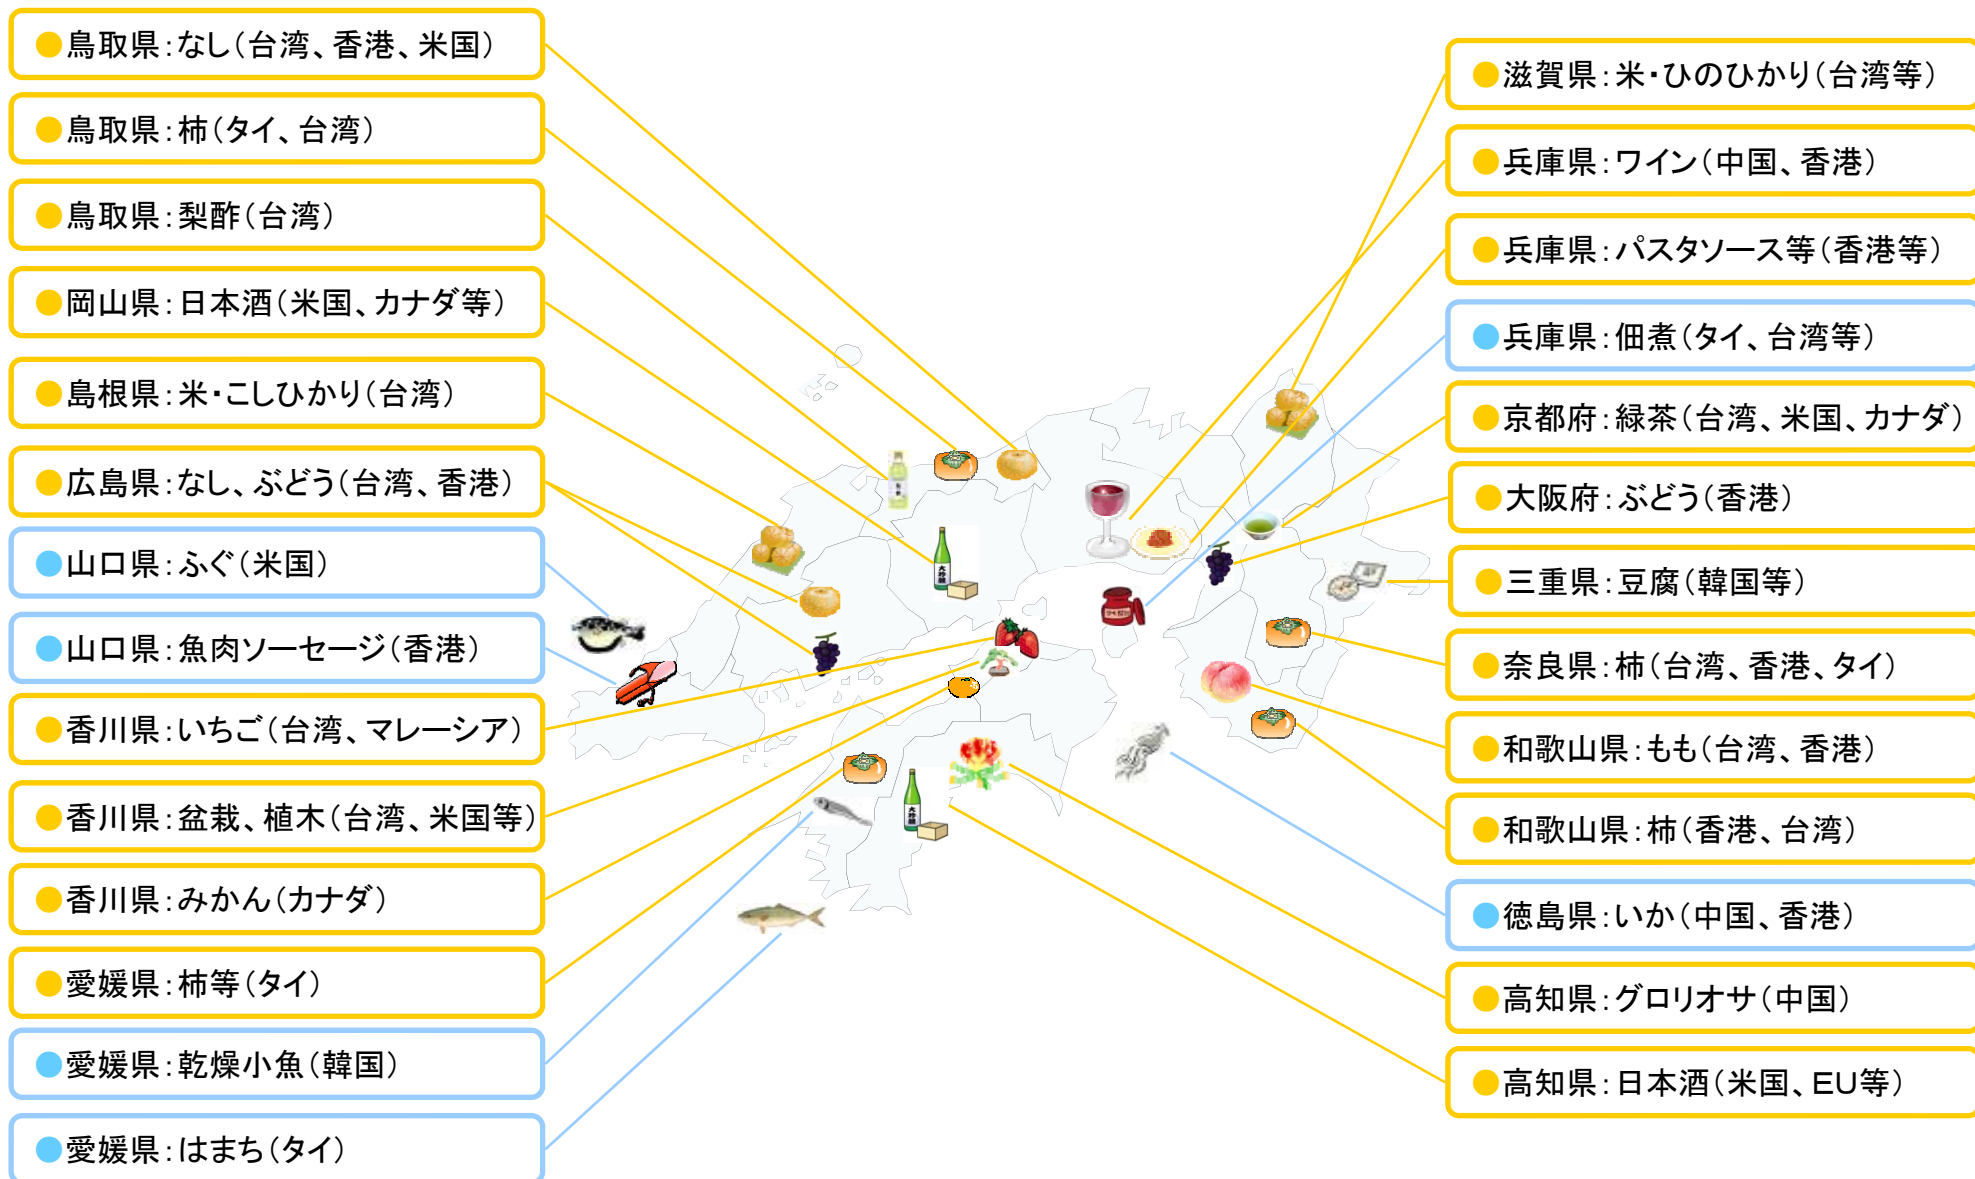 ●鳥取県：なし（台湾、香港、米国）
●鳥取県：柿（タイ、台湾）
●鳥取県：梨酢（台湾）
●岡山県：日本酒（米国、カナダ等）
●島根県：米・こしひかり（台湾）
●広島県：なし、ぶどう（台湾、香港）
●山口県：ふぐ（米国）
●山口県：魚肉ソーセージ（香港）
●香川県：いちご（台湾、マレーシア）
●香川県：盆栽、植木（台湾、米国等）
●香川県：みかん（カナダ）
●愛媛県：柿等（タイ）
●愛媛県：乾燥小魚（韓国）
●愛媛県：はまち（タイ）
●滋賀県：米・ひのひかり（台湾等）
●兵庫県：ワイン（中国、香港）
●兵庫県：パスタソース等（香港等）
●兵庫県：佃煮（タイ、台湾等）
●京都府：緑茶（台湾、米国、カナダ）
●大阪府：ぶどう（香港）
●三重県：豆腐（韓国等）
●奈良県：柿（台湾、香港、タイ）
●和歌山県：もも（台湾、香港）
●和歌山県：柿（香港、台湾）
●徳島県：いか（中国、香港）
●高知県：グロリオサ（中国）
●高知県：日本酒（米国、ＥＵ等）
大吟醸
大吟醸